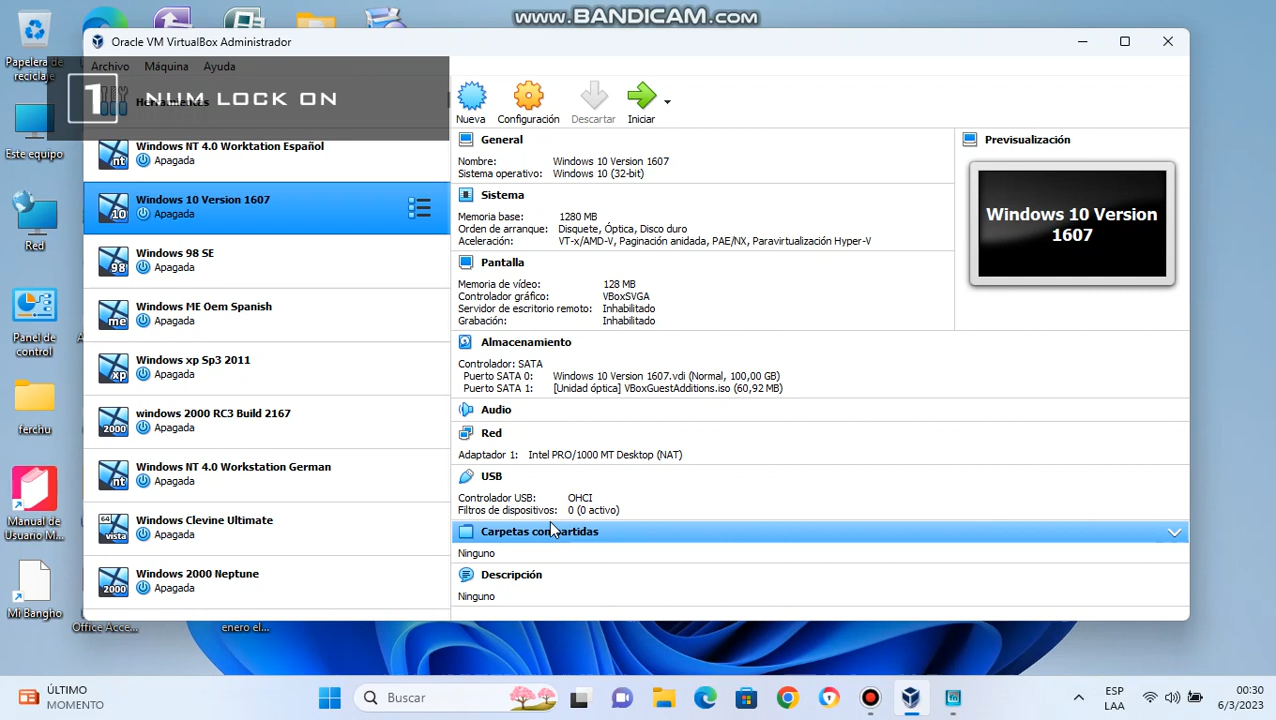 www.BANDICAM.com
Oracle VM VirtualBox Administrador
Archivo Máquina Ayuda
NUM LOCK ON
Nueva Configuración Descartar Iniciar
Windows NT 4.0 Worktation Español
Apagada
Windows 10 Version 1607
Apagada
Windows 98 SE
Apagada
Windows ME Oem Spanish
Apagada
Windows xp Sp3 2011
Apagada
windows 2000 RC3 Build 2167
Apagada
Windows NT 4.0 Workstation German
Apagada
Windows Clevine Ultimate
Apagada
Windows 2000 Neptune
Apagada
General
Nombre: Windows 10 Version 1607
Sistema operativo: Windows 10 (32-bit)
Sistema
Memoria base: 1280 MB
Orden de arranque: Disquete, Óptica, Disco duro
Aceleración: VT-x/AMD-V, Paginación anidada, PAE/NX, Paravirtualización Hyper-V
Pantalla
Memoria de vídeo: 128 MB
Controlador gráfico: VBoxSVGA
Servidor de escritorio remoto: Inhabilitado
Grabación: Inhabilitado
Almacenamiento
Controlador: SATA
Puerto SATA 0: Windows 10 Version 1607.vdi (Normal, 100,00 GB)
Puerto SATA 1: [Unidad óptica] VBoxGuestAdditions.iso (60,92 MB)
Audio
Red
Adaptador 1: Intel PRO/1000 MT Desktop (NAT)
USB
Controlador USB: OHCI
Filtros de dispositivos: 0 (0 activo)
Carpetas compartidas
Ninguno
Descripción
Ninguno
Previsualización
Windows 10 Version
1607
Papelera de
reciclaje
Este equipo
Red
Panel de
control
ferchu
Manual de
Usuario M...
Mi Bangho
Office Acce...
enero el...
ÚLTIMO
MOMENTO
Buscar
ESP
LAA
00:30
6/3/2023